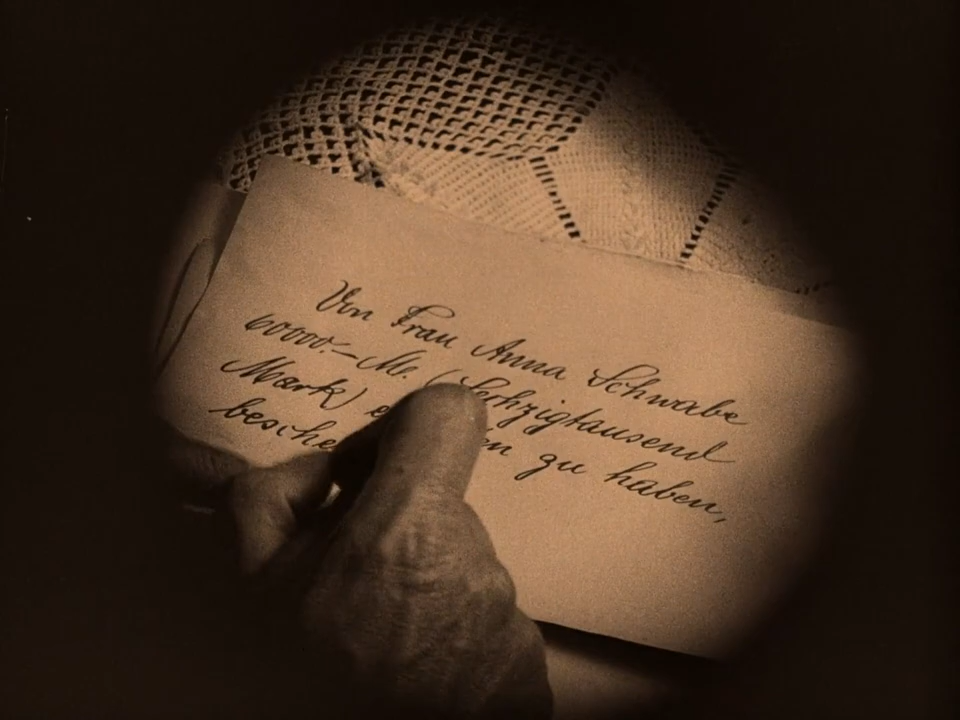 Von Frau Anna Schwabe
60000.– M. (Sechzigtausend
Mark)
zu haben,